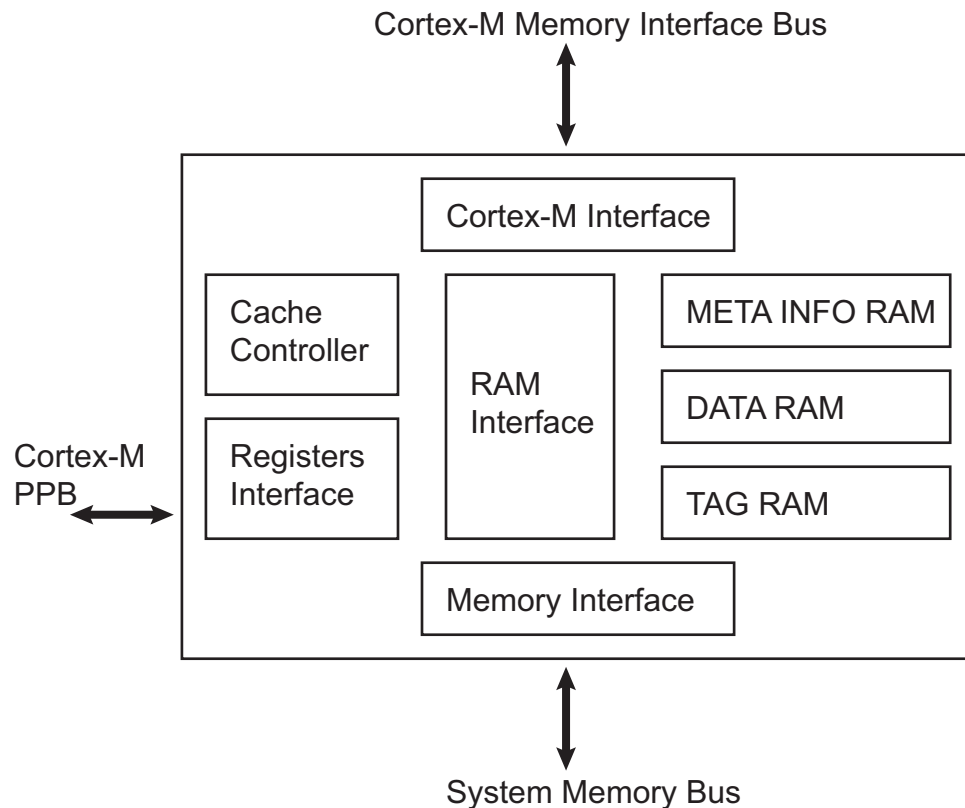 Cortex-M Memory Interface Bus
Cortex-M Interface
Cache
Controller
RAM
Interface
META INFO RAM
DATA RAM
TAG RAM
Cortex-M
PPB
Registers
Interface
Memory Interface
System Memory Bus